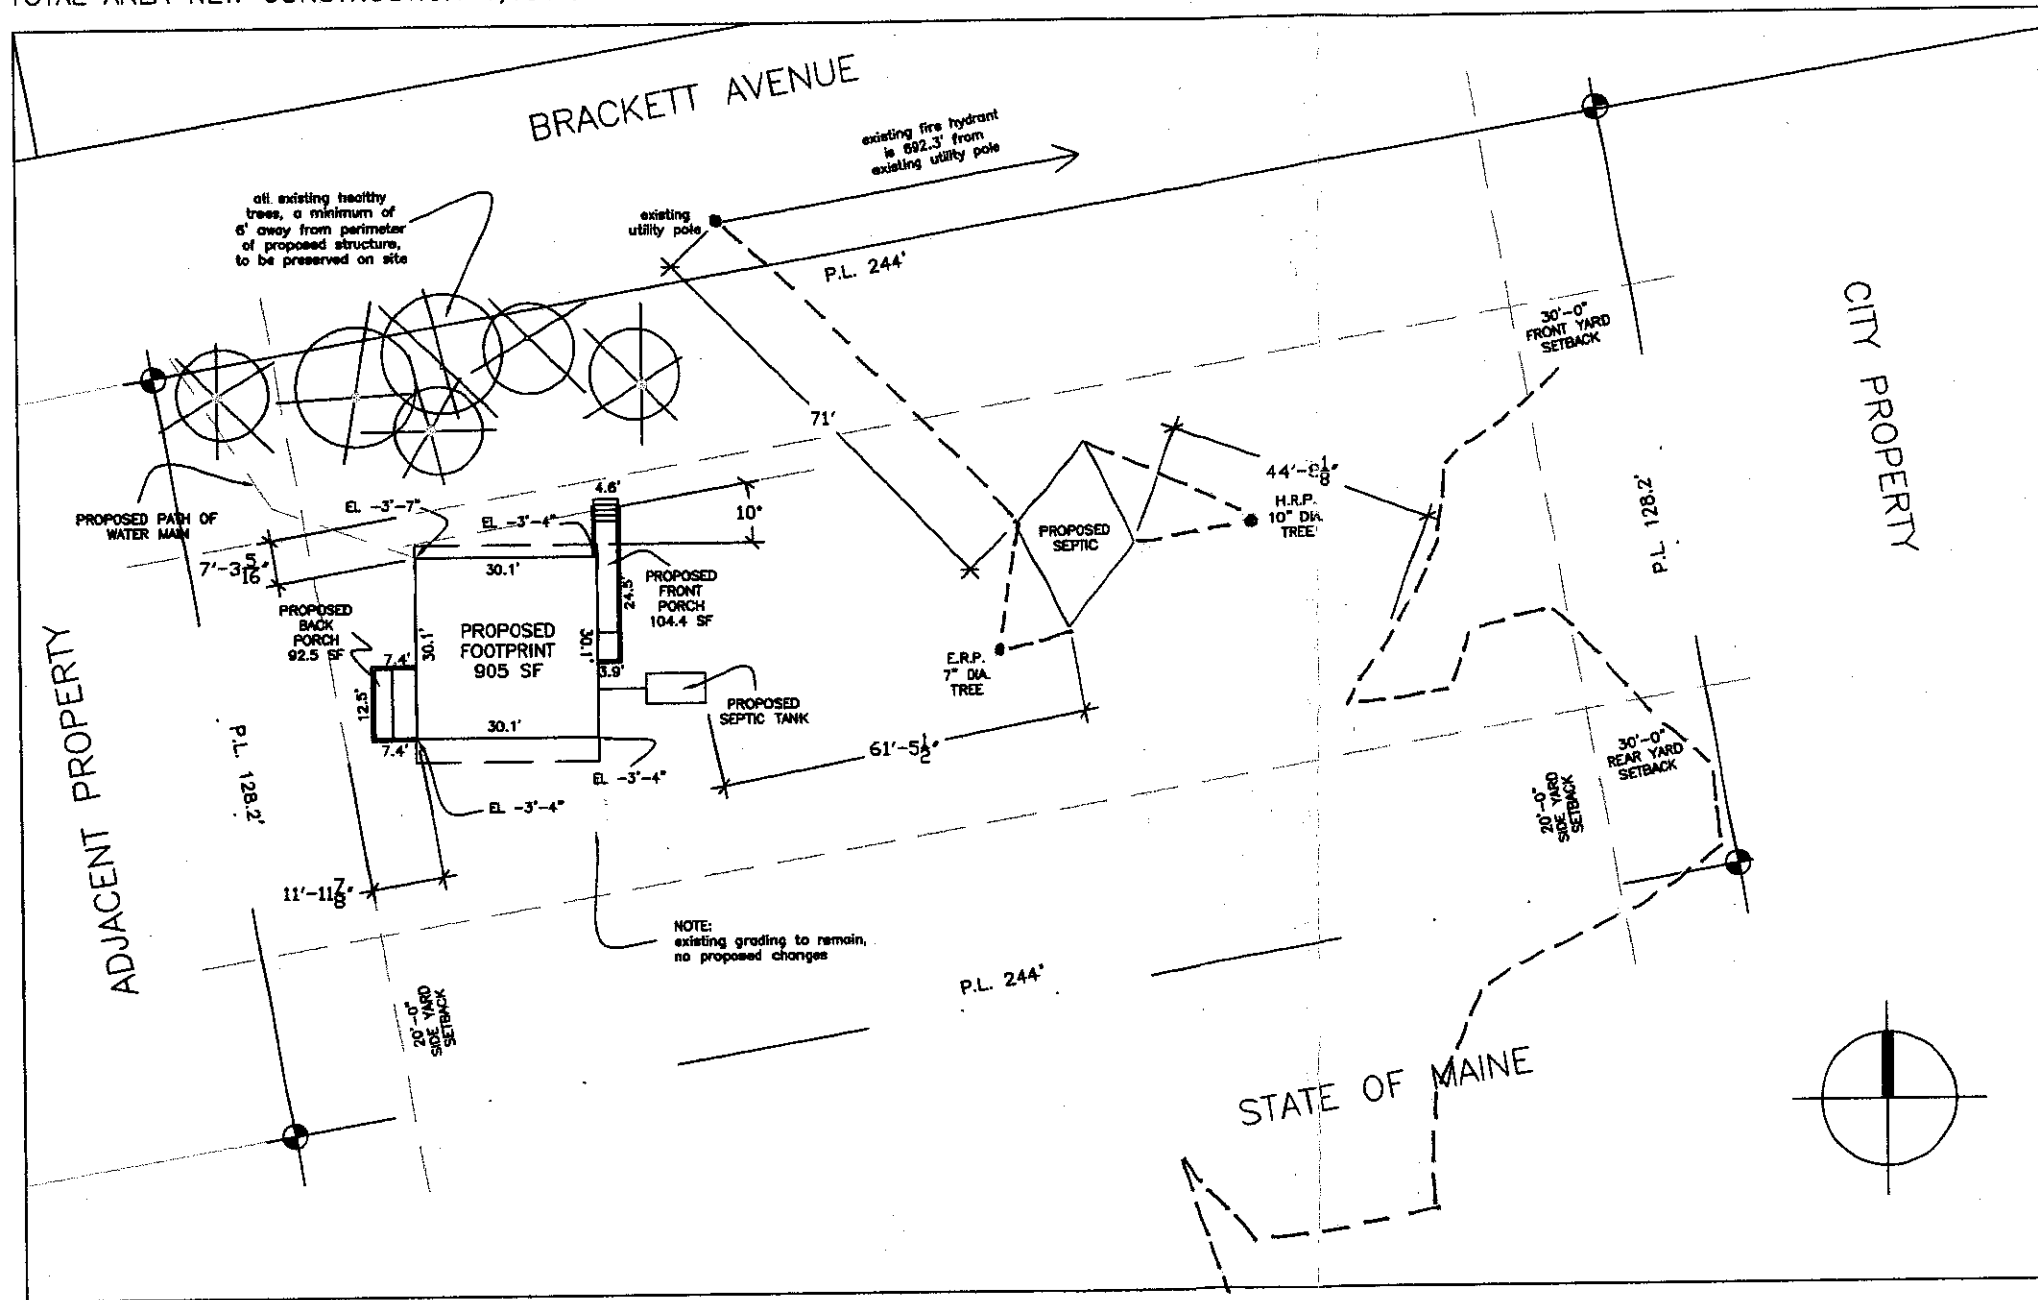 TOTAL AREA NEW CONSTRUCTION
BRACKETT AVENUE
existing fire hydrant
is 692.3' from
existing utility pole
all existing healthy
trees, a minimum of
6' away from perimeter
of proposed structure,
to be preserved on site
existing
utility pole
P.L. 244'
30'-0"
FRONT YARD
SETBACK
CITY PROPERTY
71'
44'-8 1/8"
H.R.P.
10" DIA.
TREE
P.L. 128.2'
PROPOSED PATH OF
WATER MAIN
EL -3'-7"
EL -3'-4"
4.6'
10°
PROPOSED
SEPTIC
7'-3 5/16"
30.1'
PROPOSED
FRONT
PORCH
104.4 SF
24.5'
PROPOSED
BACK
PORCH
92.5 SF
30.1'
PROPOSED
FOOTPRINT
905 SF
30.1'
7.4'
3.9'
12.5'
E.R.P.
7" DIA.
TREE
PROPOSED
SEPTIC TANK
30.1'
7.4'
61'-5 1/2"
EL -3'-4"
EL -3'-4"
ADJACENT PROPERTY
P.L. 128.2'
30'-0"
REAR YARD
SETBACK
20'-0"
SIDE YARD
SETBACK
11'-11 7/8"
NOTE:
existing grading to remain,
no proposed changes
P.L. 244'
20'-0"
SIDE YARD
SETBACK
STATE OF MAINE